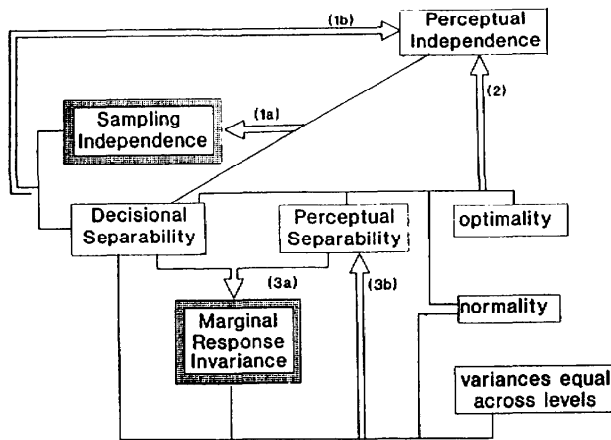 (1b)
Perceptual
Independence
(2)
(1a)
Sampling
Independence
Decisional
Separability
Perceptual
Separability
optimality
(3a)
(3b)
normality
Marginal
Response
Invariance
variances equal
across levels